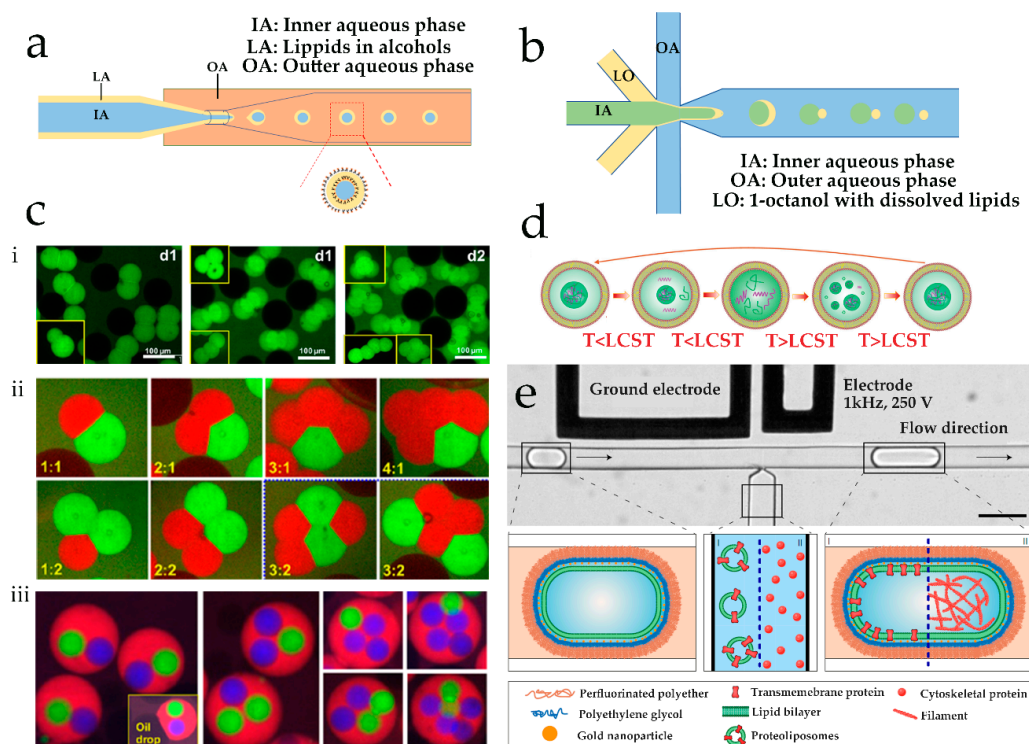 a
IA: Inner aqueous phase
LA: Lippids in alcohols
OA: Outter aqueous phase
OA
LA
IA
b
OA
LO
IA
IA: Inner aqueous phase
OA: Outer aqueous phase
LO: 1-octanol with dissolved lipids
c
i
d1
100 μm
d1
100 μm
d2
100 μm
ii
1:1
2:1
3:1
4:1
1:2
2:2
3:2
3:2
iii
Oil
drop
d
T<LCST
T<LCST
T>LCST
T>LCST
e
Ground electrode
Electrode
1kHz, 250 V
Flow direction
I
II
I
II
Perfluorinated polyether
Transmembrane protein
Cytoskeletal protein
Polyethylene glycol
Lipid bilayer
Filament
Gold nanoparticle
Proteoliposomes